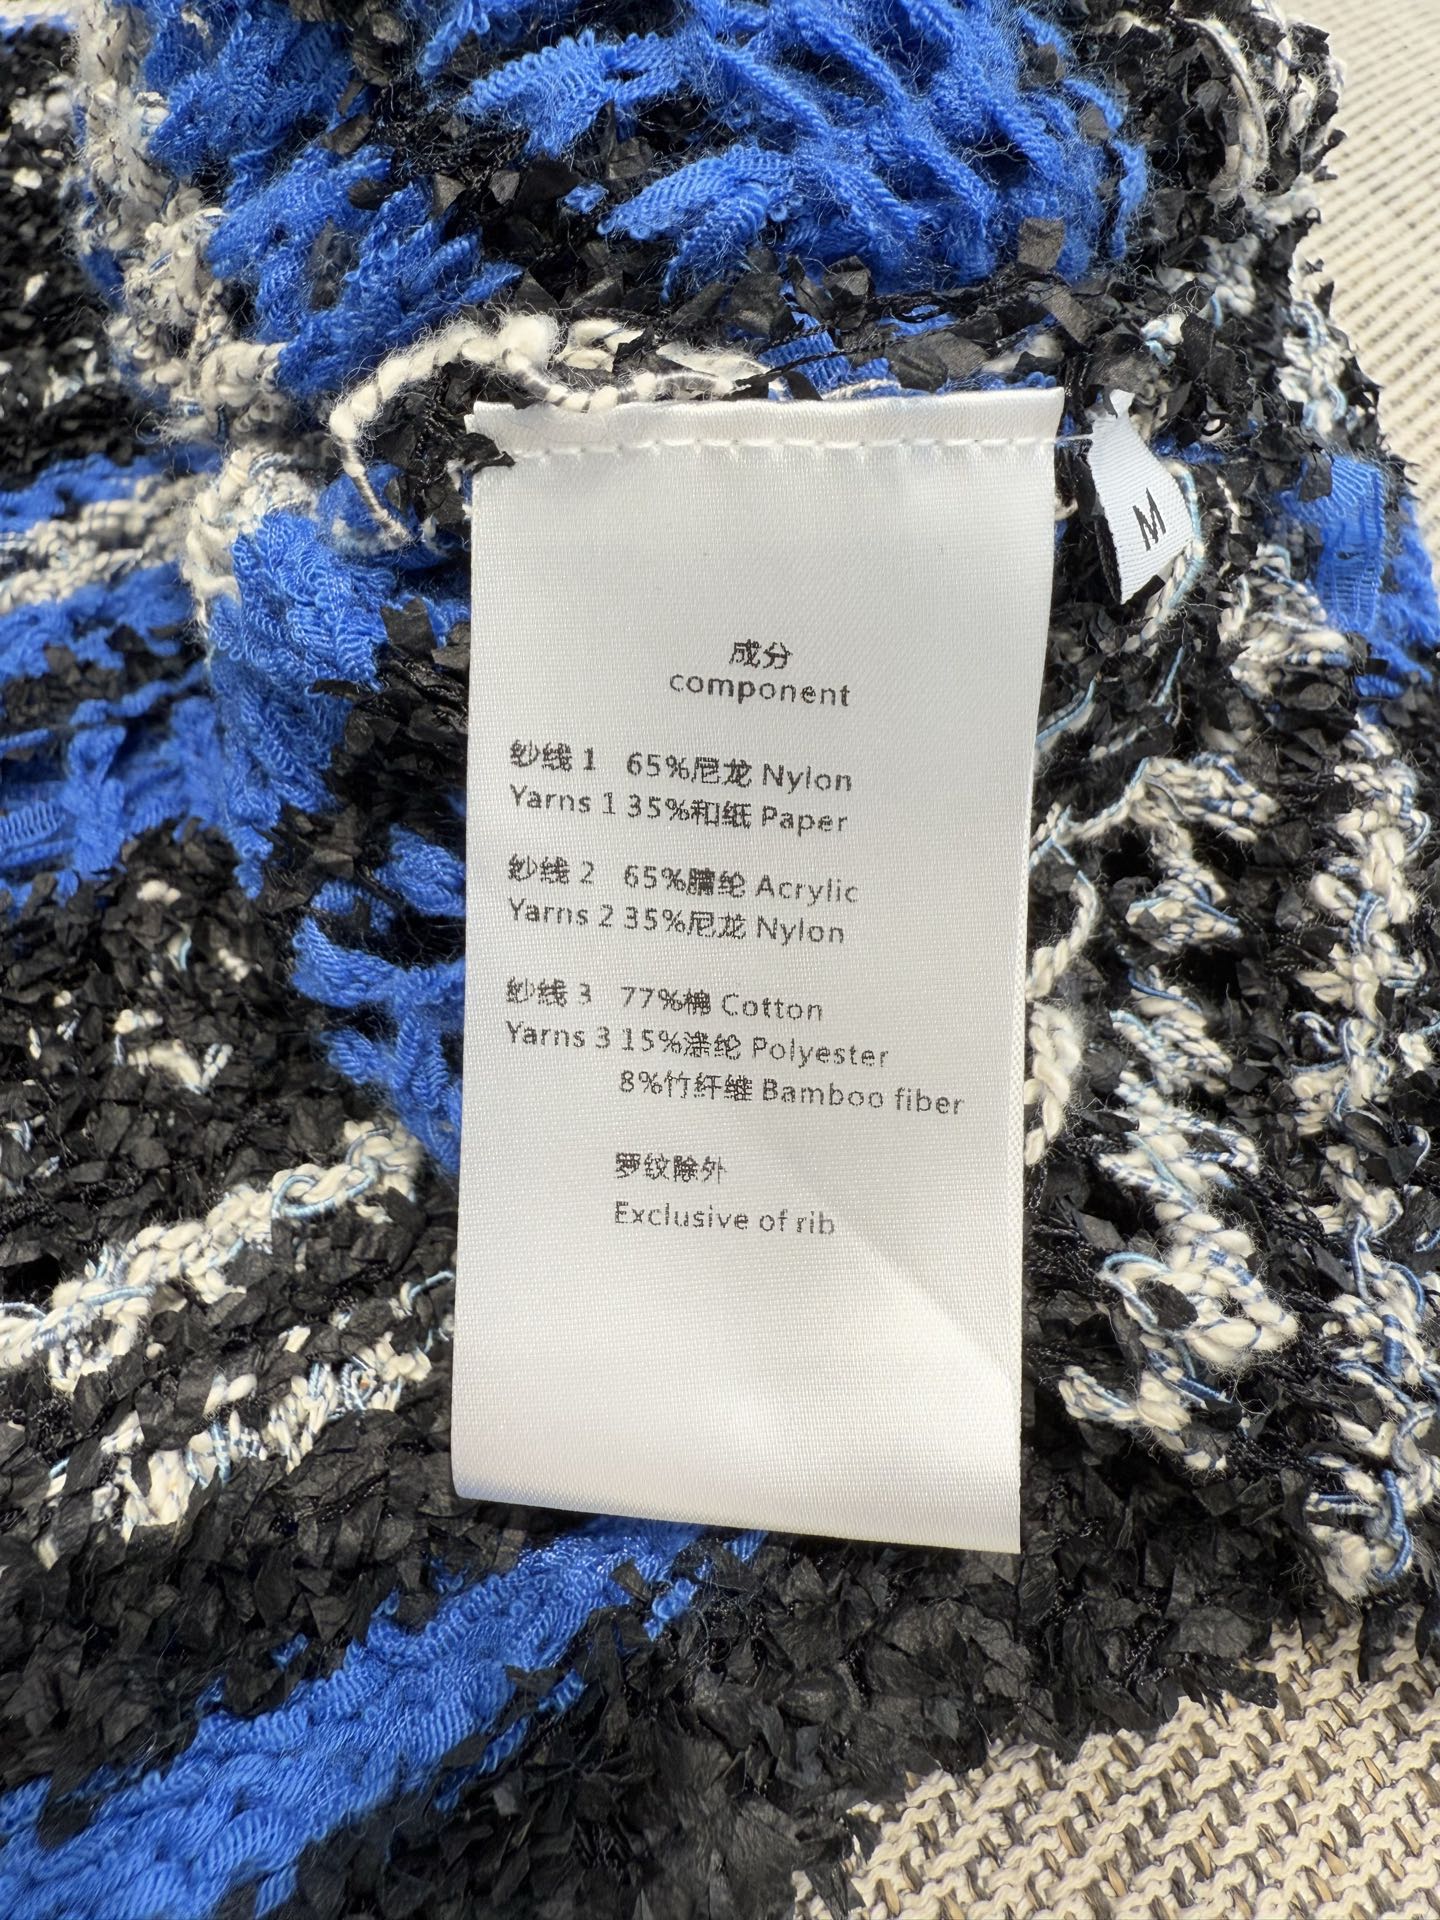 M
成分
component
纱线 1 65%尼龙 Nylon
Yarns 1 35%和纸 Paper
纱线 2 65%腈纶 Acrylic
Yarns 2 35%尼龙 Nylon
纱线 3 77%棉 Cotton
Yarns 3 15%涤纶 Polyester
8%竹纤维 Bamboo fiber
罗纹除外
Exclusive of rib